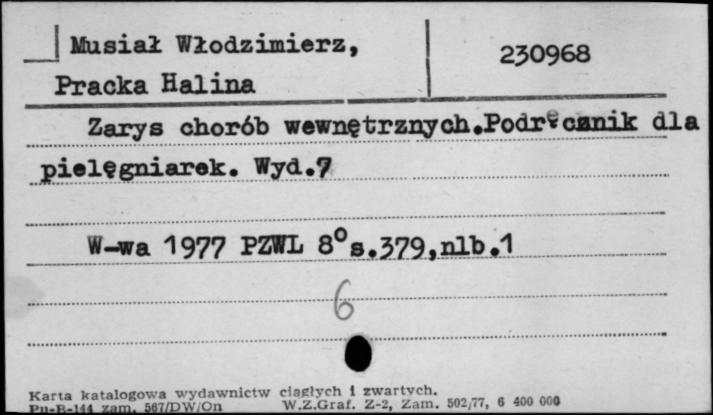 Musiał Włodzimierz,
230968
Pracka Halina
Zarys chorób wewnętrznych.Podręcznik dla
pielęgniarek. Wyd.7
W-wa 1977 PZWL 8° s.379,nlb.1
6
Karta katalogowa wydawnictw ciągłych i zwartych.
Pu-B-144 zam. 567/DW/On W.Z.Graf. Z-2, Zam. 502/77, 6 400 000